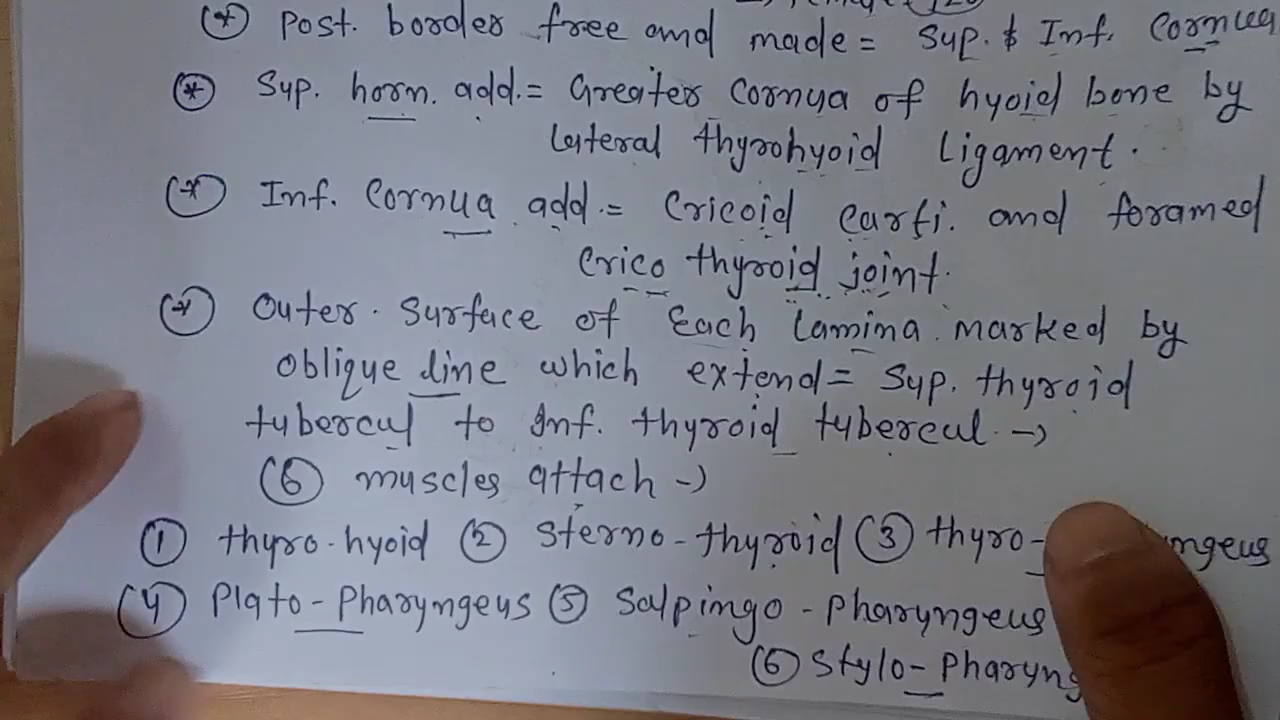 (*) Post. border free and made = Sup. & Inf. Cornua
(*) Sup. horn. add. = Greater Cornua of hyoid bone by
lateral thyrohyoid Ligament.
(*) Inf. Cornua add. = Cricoid Carti. and foramed
Crico thyroid joint.
(*) Outer. Surface of Each lamina. marked by
oblique line which extend = Sup. thyroid
tubercul to Inf. thyroid tubercul. ->
(6) muscles attach ->
(1) thyro-hyoid (2) Sterno-thyroid (3) thyro-
(4) Plato-Pharyngeus (5) Salpingo-Pharyngeus
(6) Stylo-Pharyng